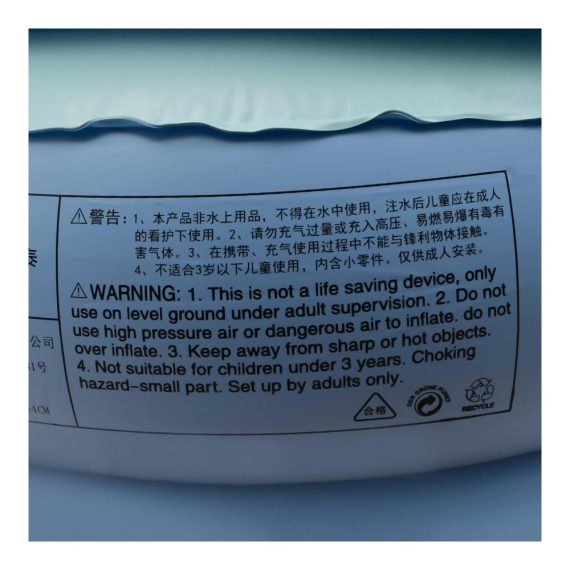 ⚠警告：1、本产品非水上用品，不得在水中使用，注水后儿童应在成人
的看护下使用。2、请勿充气过量或充入高压、易燃易爆有毒有
害气体。3、在携带、充气使用过程中不能与锋利物体接触。
4、不适合3岁以下儿童使用，内含小零件。仅供成人安装。
⚠WARNING: 1. This is not a life saving device, only
use on level ground under adult supervision. 2. Do not
use high pressure air or dangerous air to inflate. do not
over inflate. 3. Keep away from sharp or hot objects.
4. Not suitable for children under 3 years. Choking
hazard–small part. Set up by adults only.
公司
1号
4CM
合格
DER GRÜNE PUNKT
RECYCLE